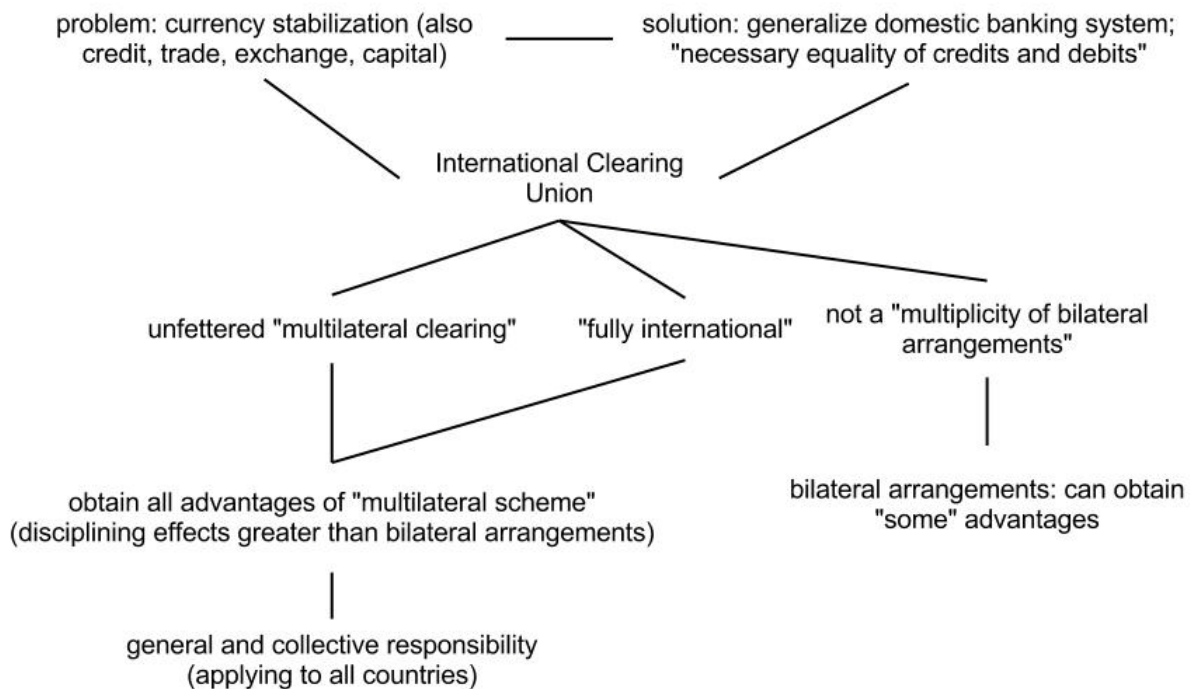 problem: currency stabilization (also
credit, trade, exchange, capital)
solution: generalize domestic banking system;
"necessary equality of credits and debits"
International Clearing
Union
unfettered "multilateral clearing"
"fully international"
not a "multiplicity of bilateral
arrangements"
obtain all advantages of "multilateral scheme"
(disciplining effects greater than bilateral arrangements)
bilateral arrangements: can obtain
"some" advantages
general and collective responsibility
(applying to all countries)